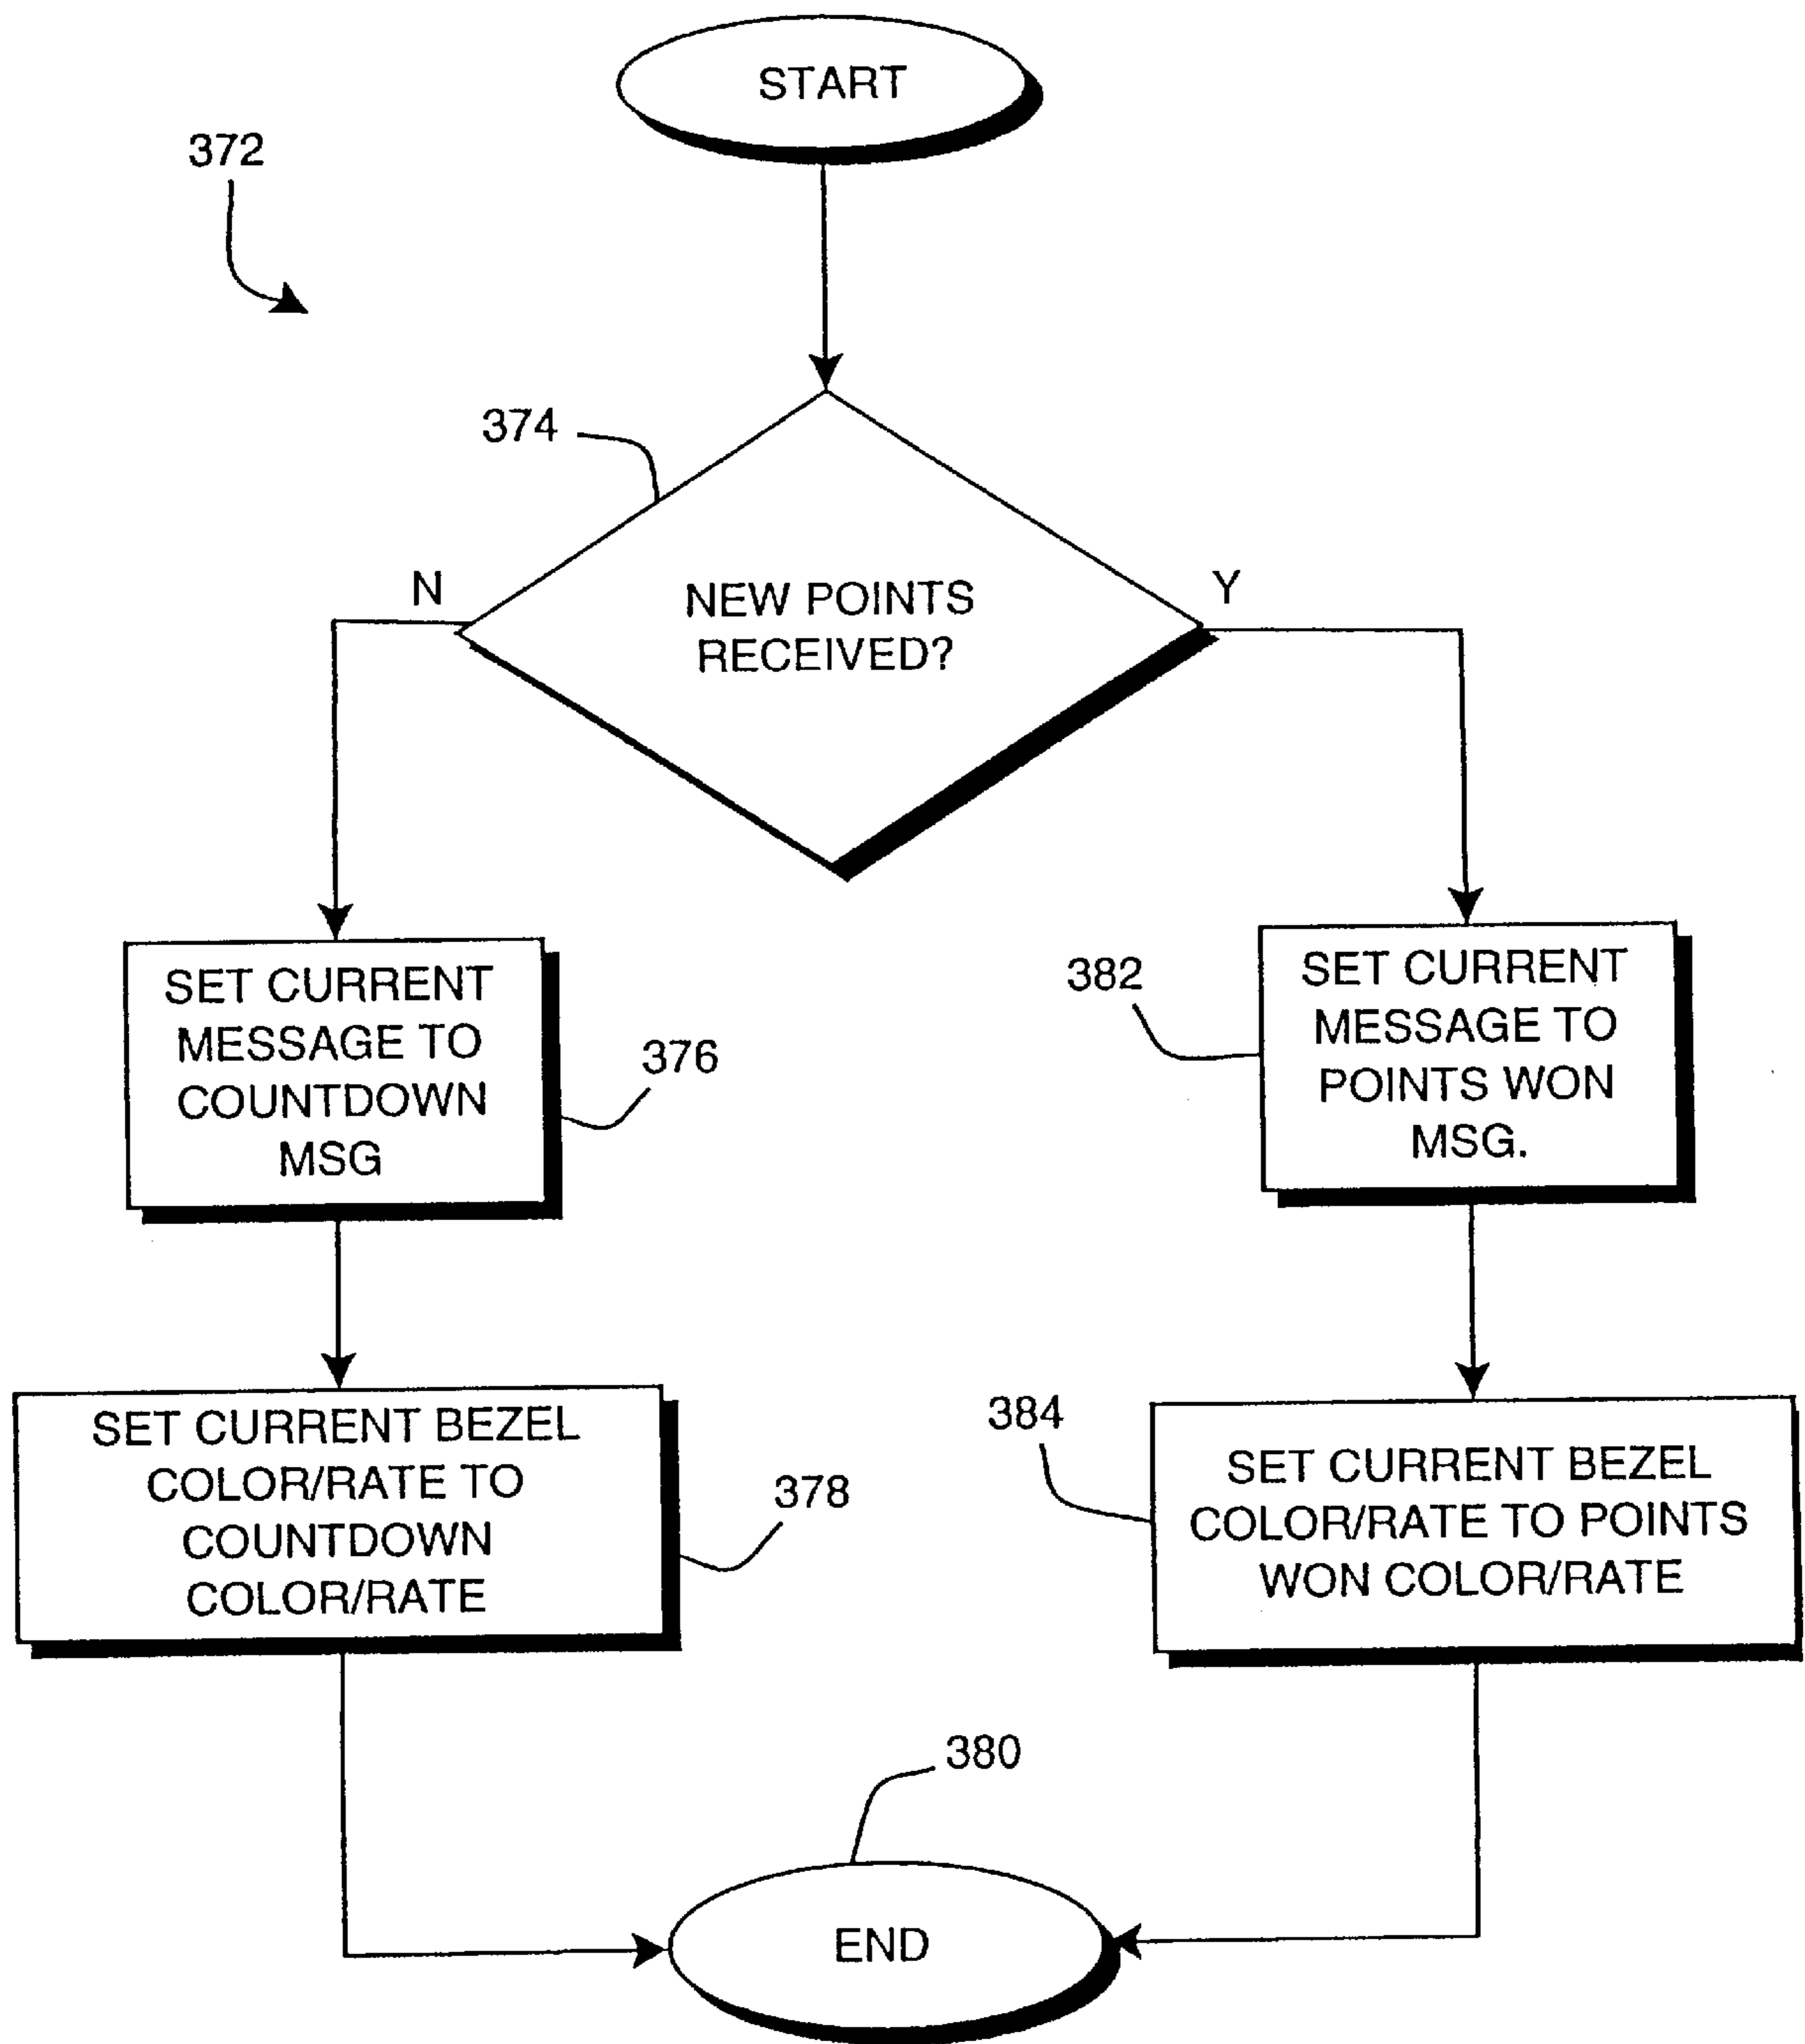 START
372
374
N
NEW POINTS
RECEIVED?
Y
SET CURRENT
MESSAGE TO
COUNTDOWN
MSG
376
382
SET CURRENT
MESSAGE TO
POINTS WON
MSG.
SET CURRENT BEZEL
COLOR/RATE TO
COUNTDOWN
COLOR/RATE
378
384
SET CURRENT BEZEL
COLOR/RATE TO POINTS
WON COLOR/RATE
380
END